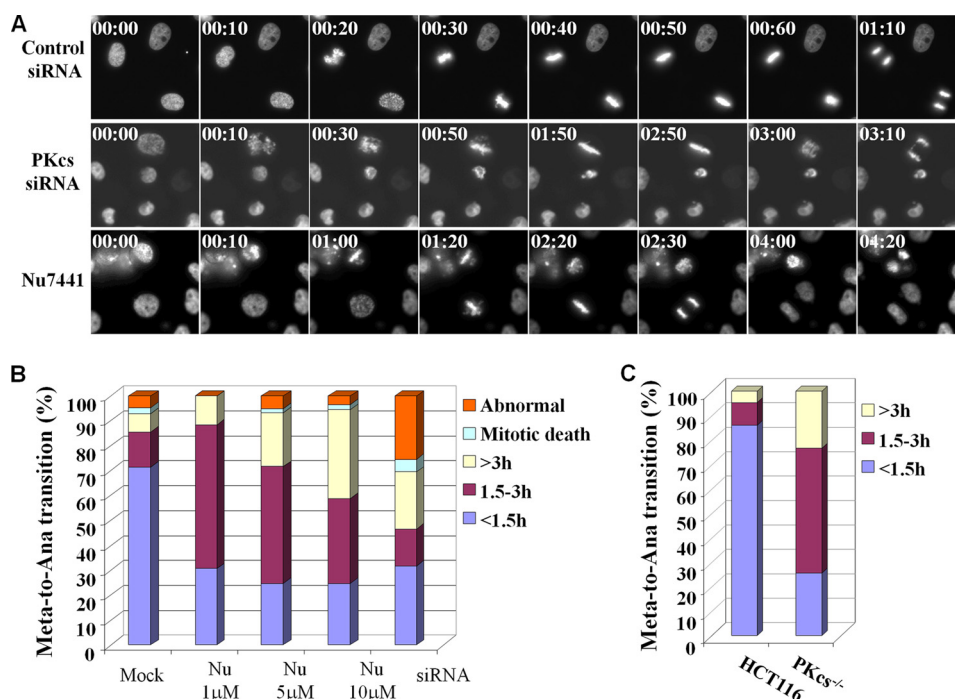 A
Control
siRNA
00:00 00:10 00:20 00:30 00:40 00:50 00:60 01:10
PKcs
siRNA
00:00 00:10 00:30 00:50 01:50 02:50 03:00 03:10
Nu7441
00:00 00:10 01:00 01:20 02:20 02:30 04:00 04:20
B
Meta-to-Ana transition (%)
100
90
80
70
60
50
40
30
20
10
0
Mock
Nu
1µM
Nu
5µM
Nu
10µM
siRNA
Abnormal
Mitotic death
>3h
1.5-3h
<1.5h
C
Meta-to-Ana transition (%)
100
90
80
70
60
50
40
30
20
10
0
HCT116
PKcs-/-
>3h
1.5-3h
<1.5h